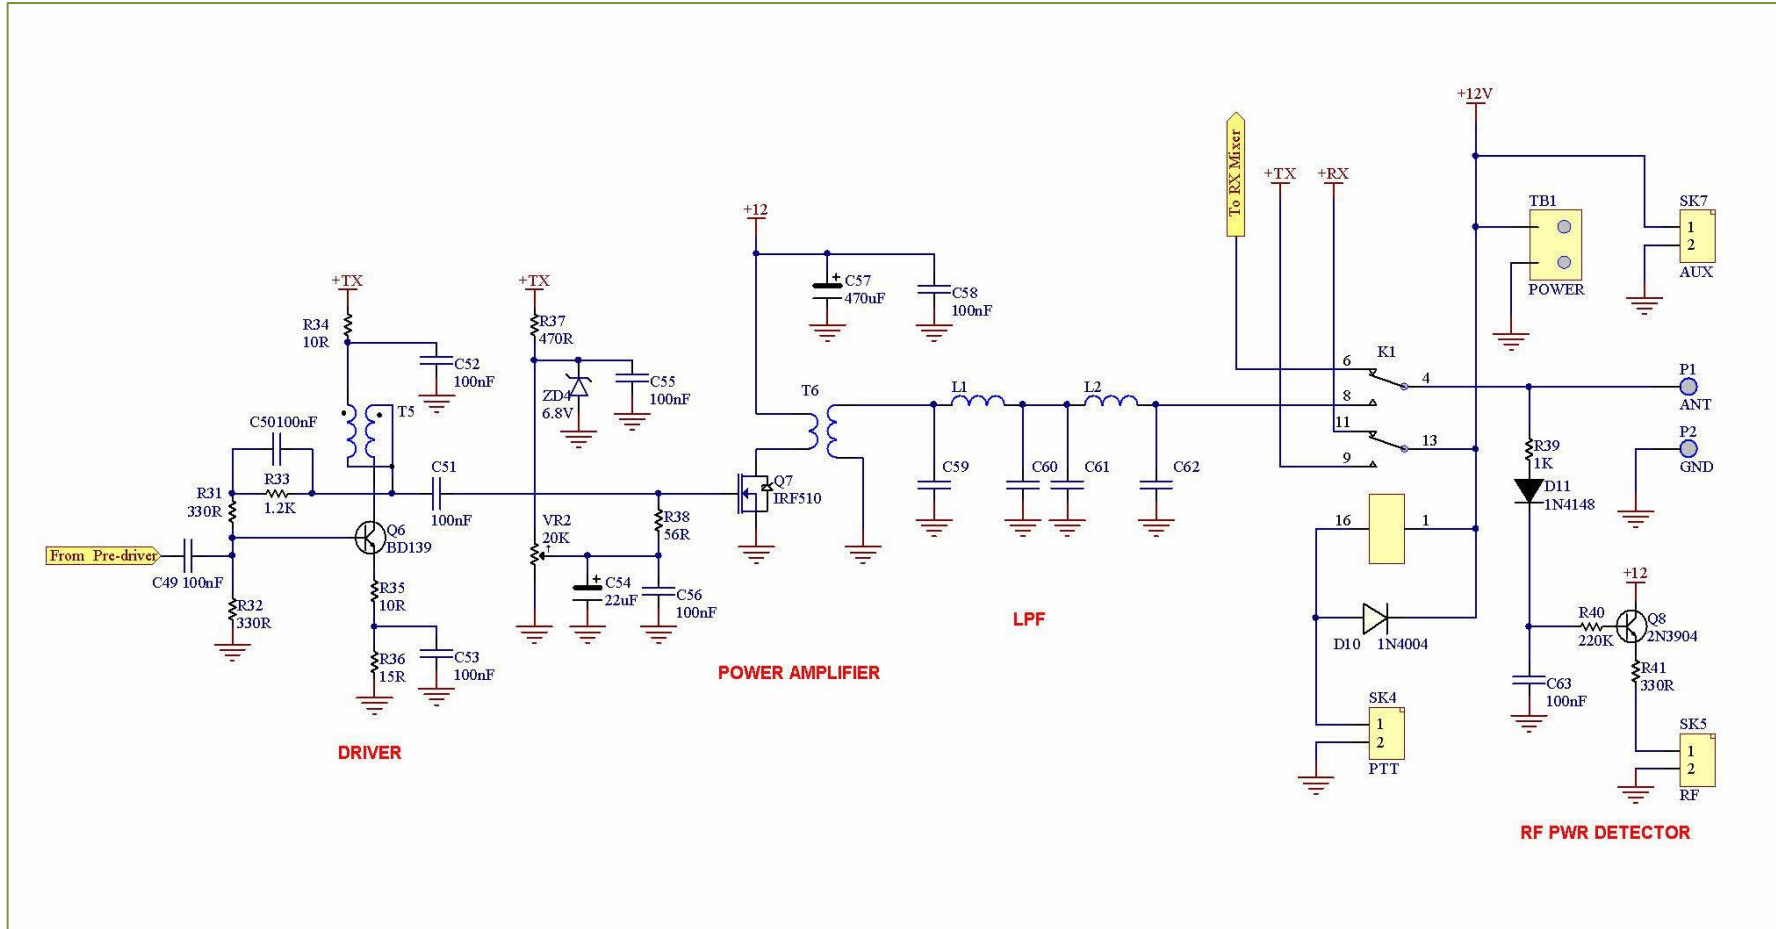 +12V
To RX Mixer
+TX
+RX
TB1
POWER
SK7
1
2
AUX
+12
C57
470uF
C58
100nF
+TX
R34
10R
C52
100nF
T5
C50100nF
R33
1.2K
R31
330R
C51
100nF
Q6
BD139
From Pre-driver
C49 100nF
R32
330R
R35
10R
R36
15R
C53
100nF
DRIVER
+TX
R37
470R
ZD4
6.8V
C55
100nF
VR2
20K
R38
56R
C54
22uF
C56
100nF
Q7
IRF510
T6
POWER AMPLIFIER
L1
L2
C59
C60
C61
C62
LPF
K1
6
4
8
11
13
9
16
1
D10 1N4004
SK4
1
2
PTT
P1
ANT
P2
GND
R39
1K
D11
1N4148
+12
R40
220K
Q8
2N3904
R41
330R
C63
100nF
SK5
1
2
RF
RF PWR DETECTOR